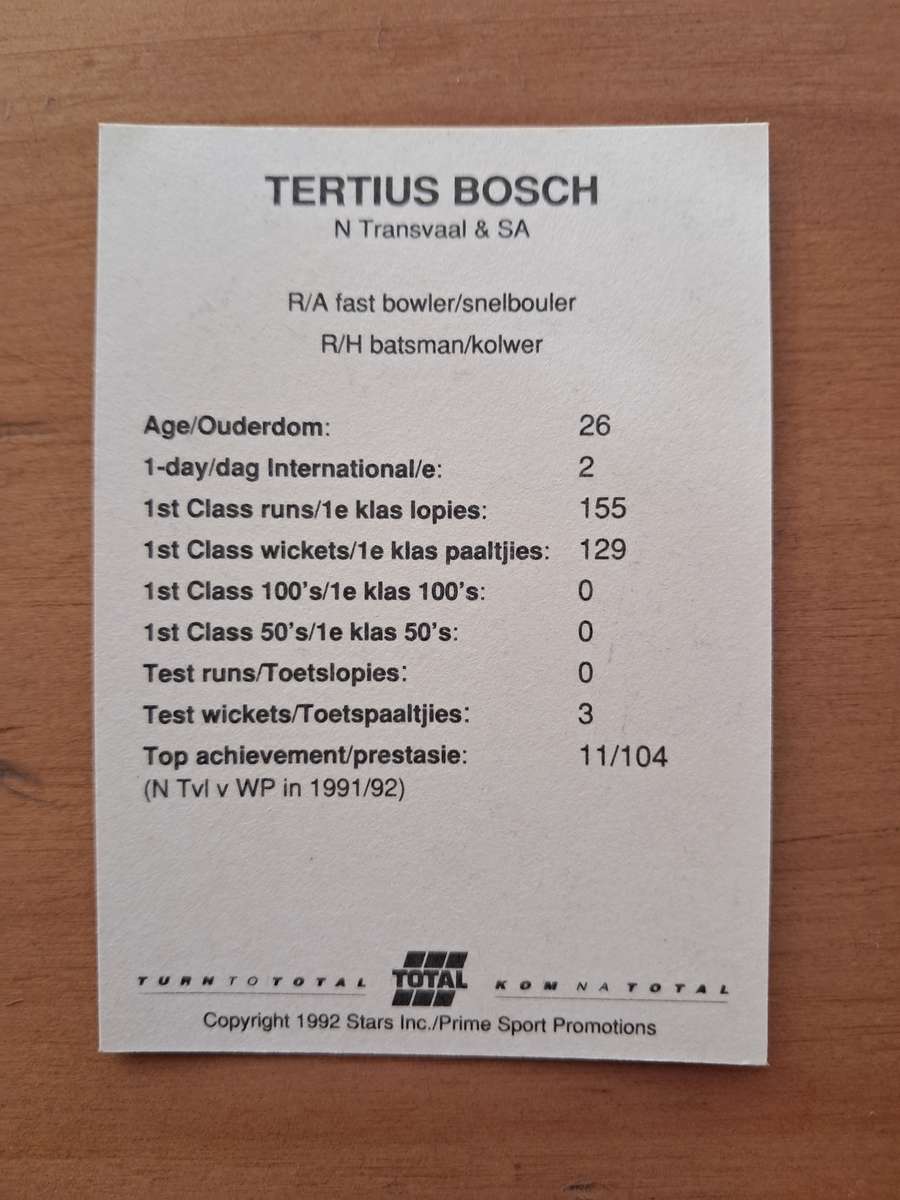 TERTIUS BOSCH
N Transvaal & SA
R/A fast bowler/snelbouler
R/H batsman/kolwer
Age/Ouderdom: 26
1-day/dag International/e: 2
1st Class runs/1e klas lopies: 155
1st Class wickets/1e klas paaltjies: 129
1st Class 100's/1e klas 100's: 0
1st Class 50's/1e klas 50's: 0
Test runs/Toetslopies: 0
Test wickets/Toetspaaltjies: 3
Top achievement/prestasie: 11/104
(N Tvl v WP in 1991/92)
TURN TO TOTAL TOTAL KOM NA TOTAL
Copyright 1992 Stars Inc./Prime Sport Promotions